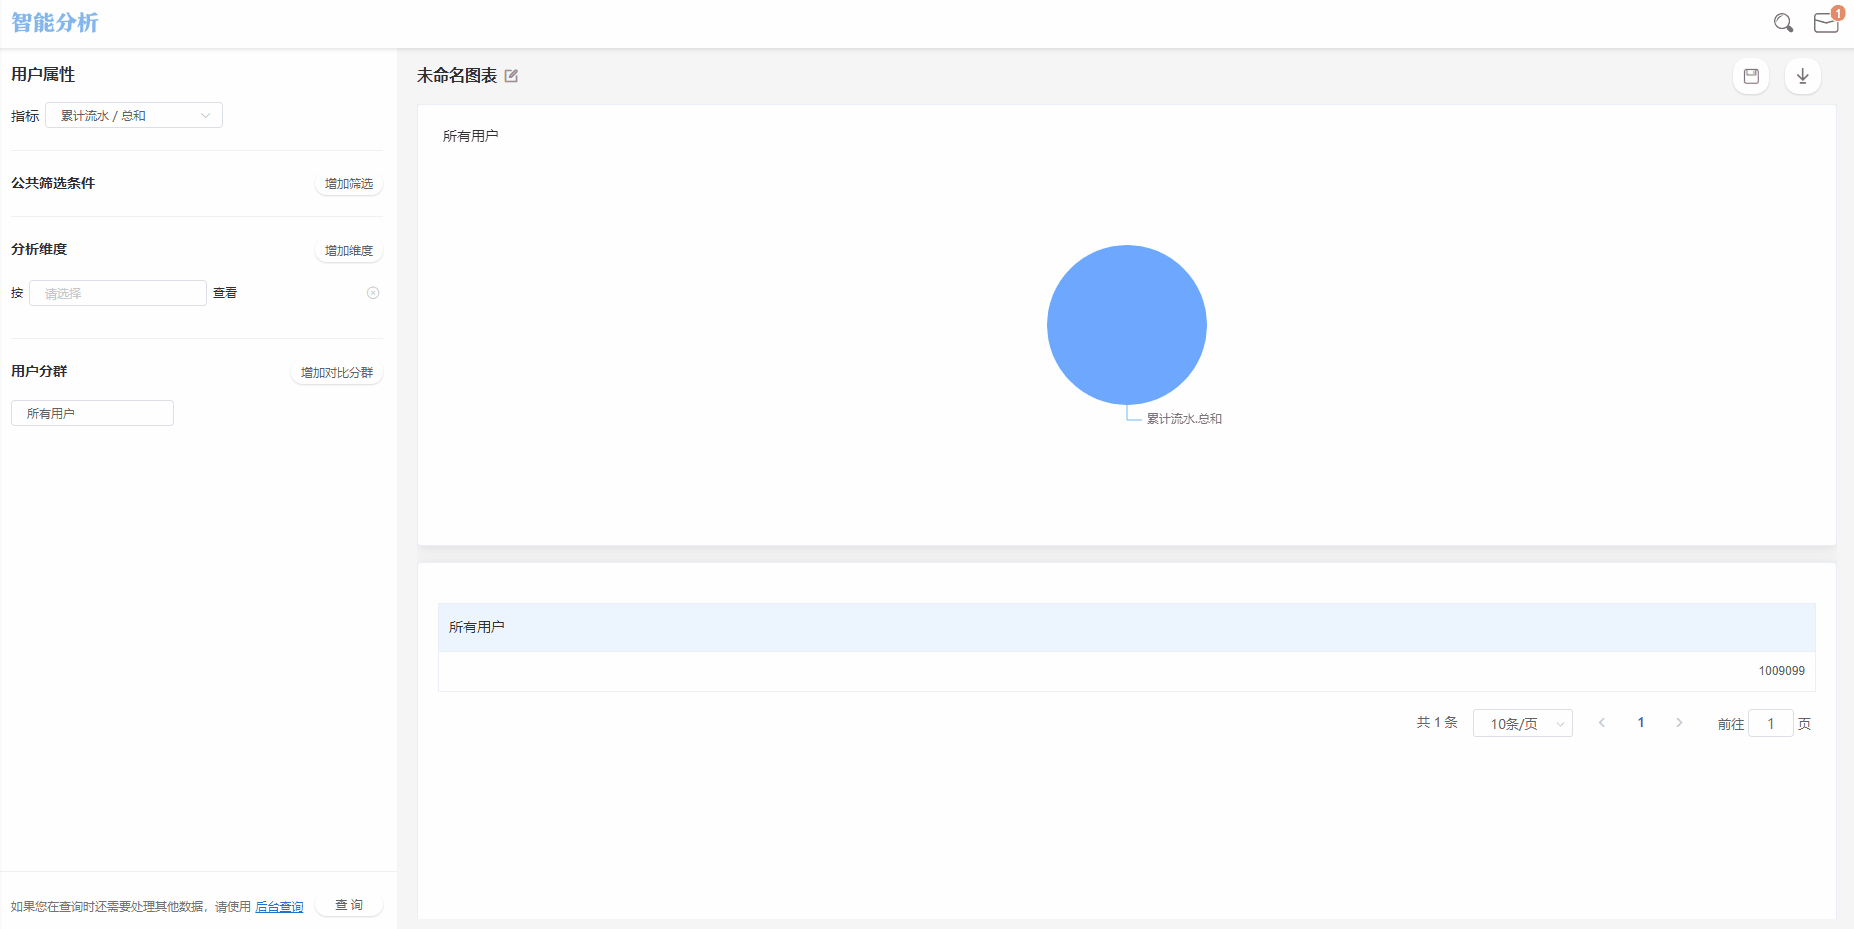 智能分析
1
用户属性
指标 累计流水 / 总和
公共筛选条件 增加筛选
分析维度 增加维度
按 请选择 查看
用户分群 增加对比分群
所有用户
如果您在查询时还需要处理其他数据，请使用 后台查询 查 询
未命名图表
所有用户
累计流水.总和
所有用户
1009099
共 1 条 10条/页 1 前往 1 页